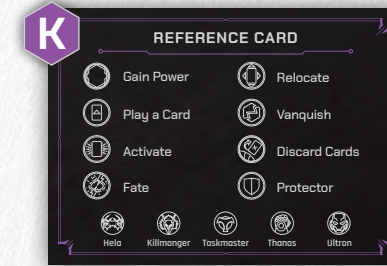 K
REFERENCE CARD
Gain Power
Relocate
Play a Card
Vanquish
Activate
Discard Cards
Fate
Protector
Hela Killmonger Taskmaster Thanos Ultron